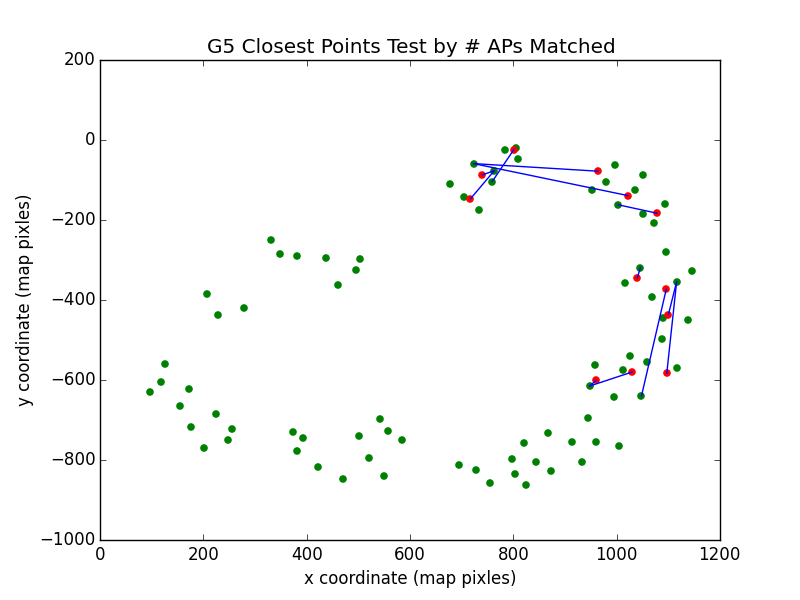 G5 Closest Points Test by # APs Matched
200
0
−200
−400
−600
−800
−1000
y coordinate (map pixles)
0 200 400 600 800 1000 1200
x coordinate (map pixles)